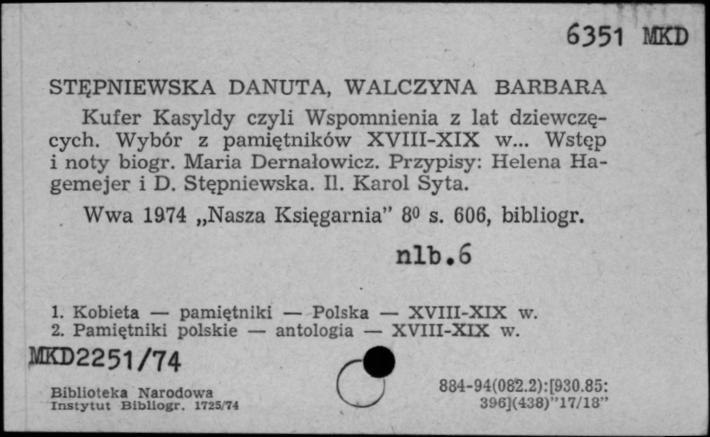 6351 MKD
STĘPNIEWSKA DANUTA, WALCZYNA BARBARA
Kufer Kasyldy czyli Wspomnienia z lat dziewczę-
cych. Wybór z pamiętników XVIII-XIX w... Wstęp
i noty biogr. Maria Dernałowicz. Przypisy: Helena Ha-
gemejer i D. Stępniewska. Il. Karol Syta.
Wwa 1974 „Nasza Księgarnia” 8⁰ s. 606, bibliogr.
nlb.6
1. Kobieta — pamiętniki — Polska — XVIII-XIX w.
2. Pamiętniki polskie — antologia — XVIII-XIX w.
MKD2251/74
Biblioteka Narodowa
Instytut Bibliogr. 1725/74
884-94(082.2):[930.85:
396](438)”17/18”